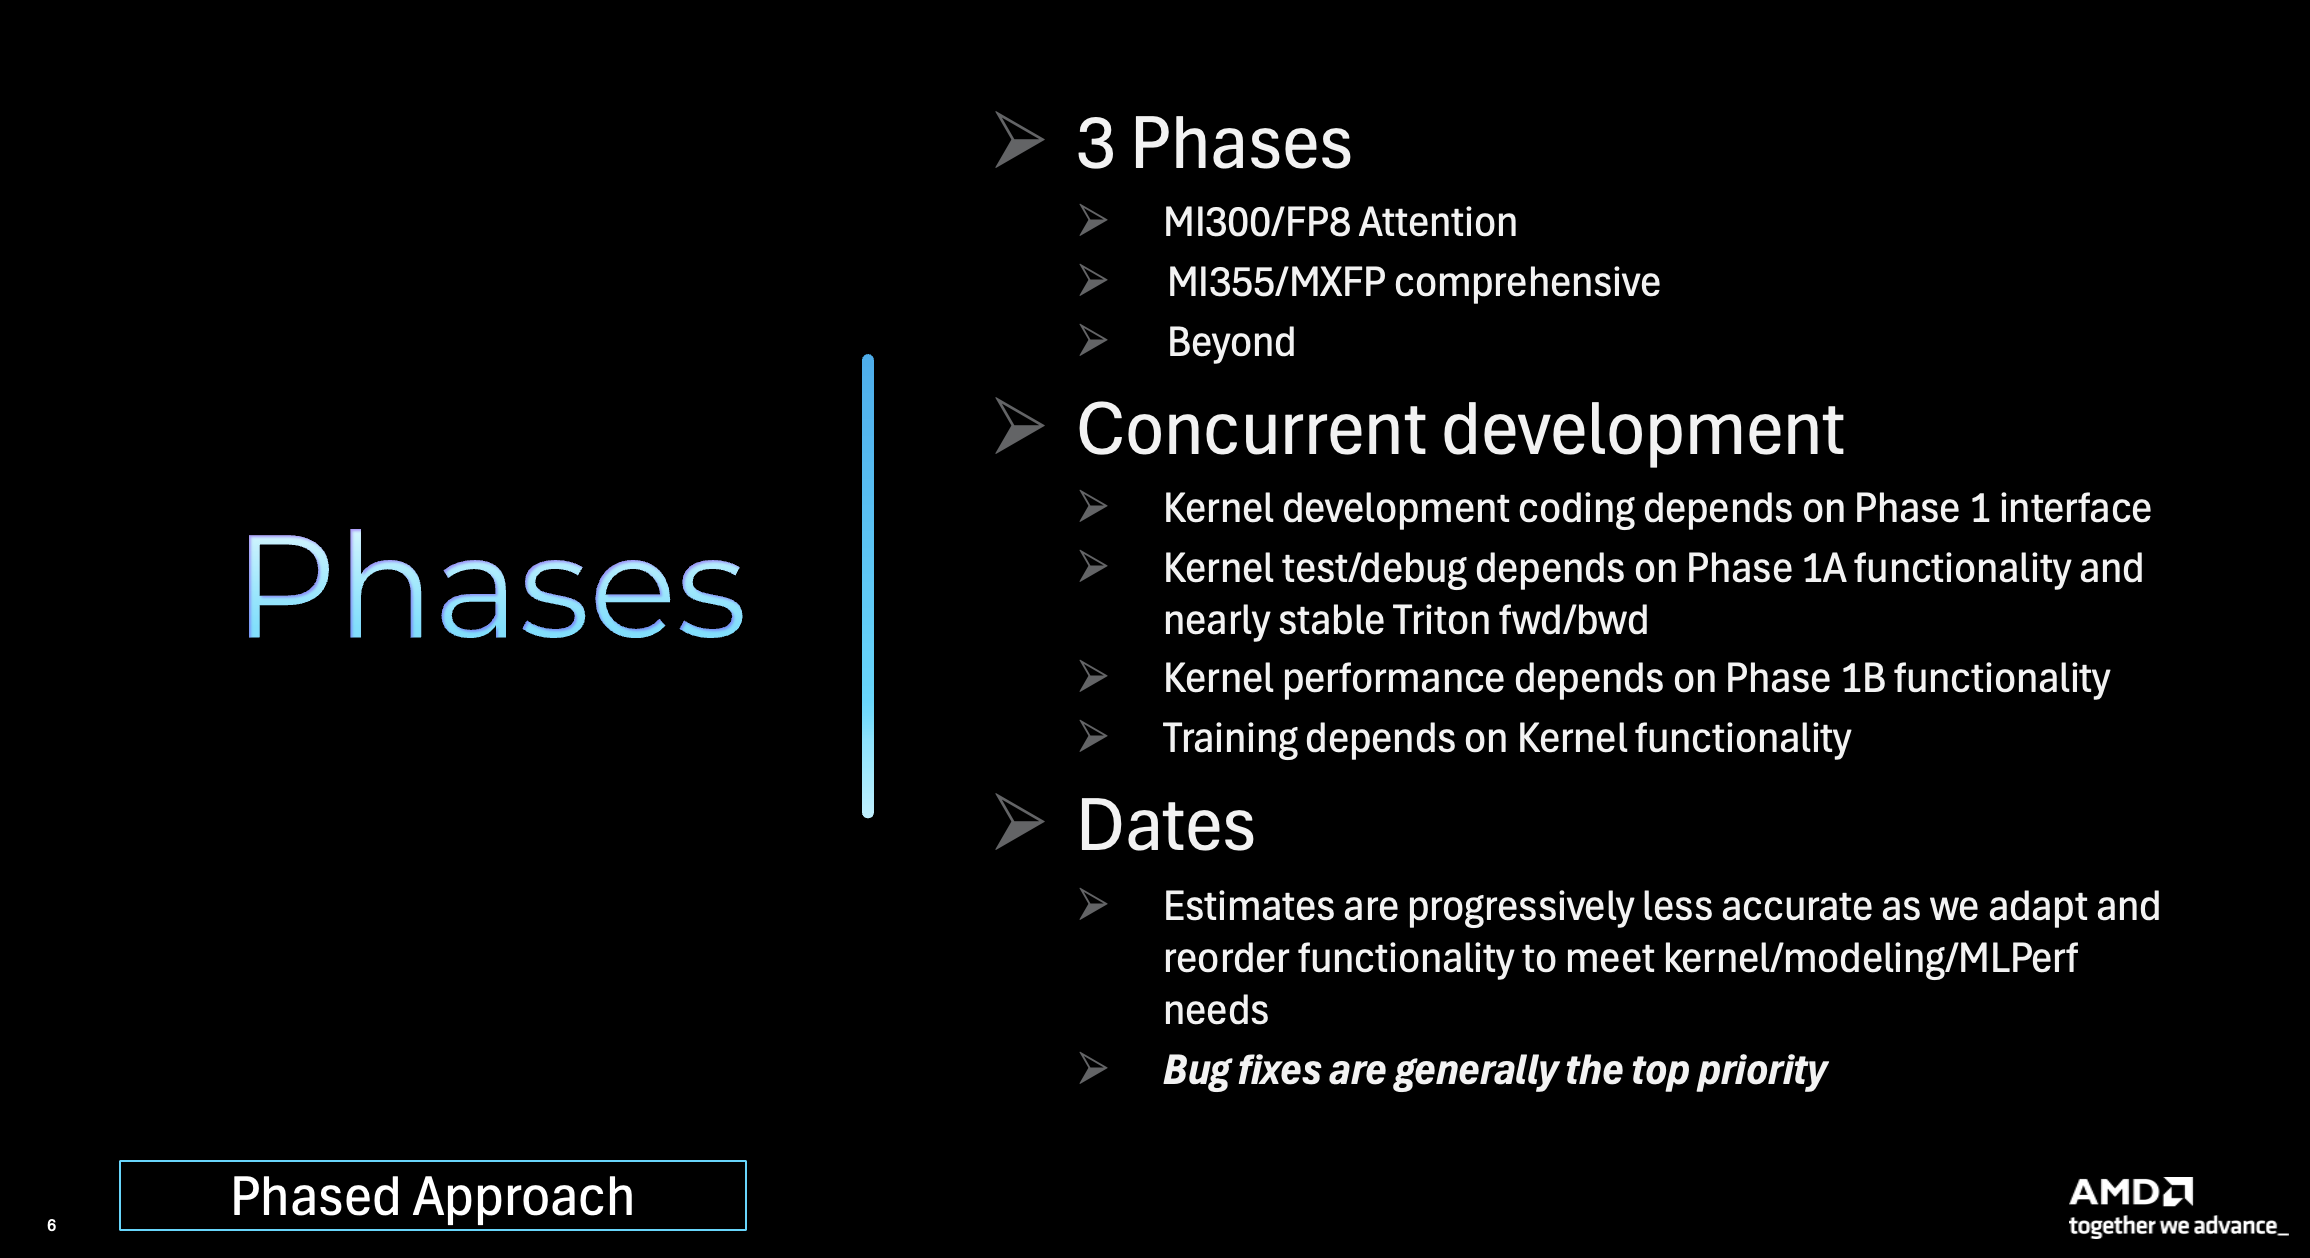 Phases
3 Phases
MI300/FP8 Attention
MI355/MXFP comprehensive
Beyond
Concurrent development
Kernel development coding depends on Phase 1 interface
Kernel test/debug depends on Phase 1A functionality and
nearly stable Triton fwd/bwd
Kernel performance depends on Phase 1B functionality
Training depends on Kernel functionality
Dates
Estimates are progressively less accurate as we adapt and
reorder functionality to meet kernel/modeling/MLPerf
needs
Bug fixes are generally the top priority
Phased Approach
6
AMD
together we advance_